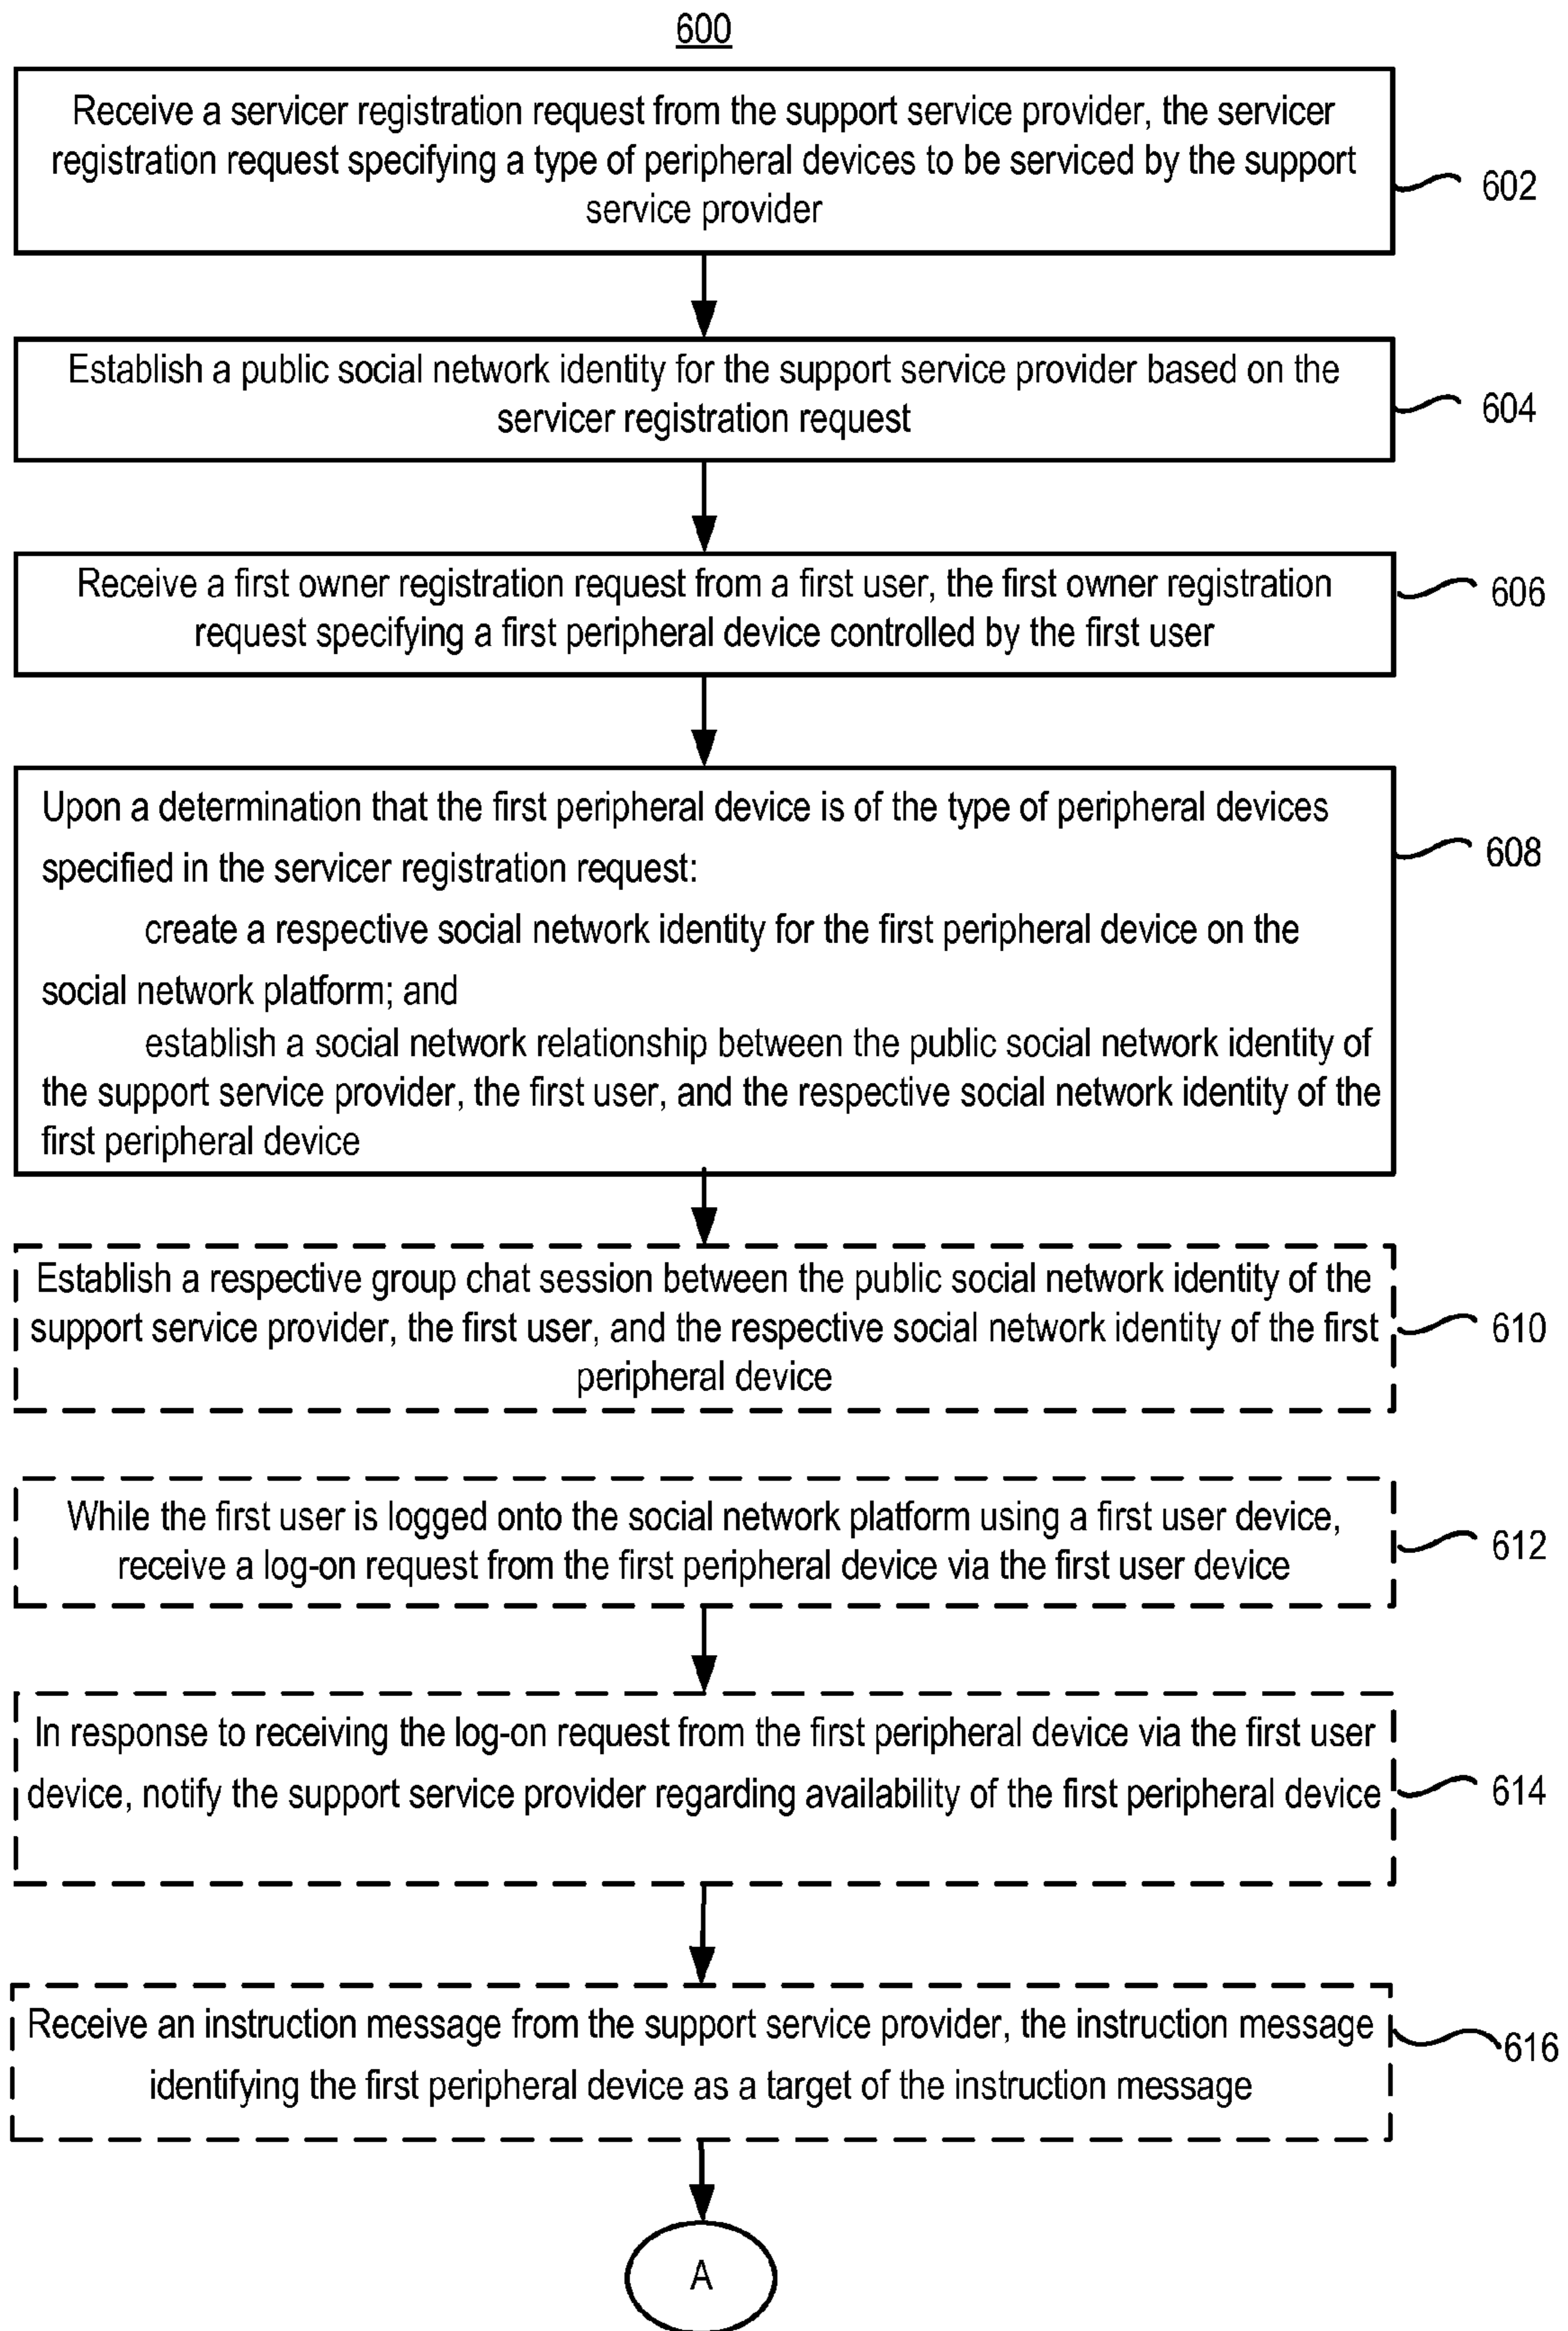 600
Receive a servicer registration request from the support service provider, the servicer
registration request specifying a type of peripheral devices to be serviced by the support
service provider
602
Establish a public social network identity for the support service provider based on the
servicer registration request
604
Receive a first owner registration request from a first user, the first owner registration
request specifying a first peripheral device controlled by the first user
606
Upon a determination that the first peripheral device is of the type of peripheral devices
specified in the servicer registration request:
create a respective social network identity for the first peripheral device on the
social network platform; and
establish a social network relationship between the public social network identity of
the support service provider, the first user, and the respective social network identity of the
first peripheral device
608
Establish a respective group chat session between the public social network identity of the
support service provider, the first user, and the respective social network identity of the first
peripheral device
610
While the first user is logged onto the social network platform using a first user device,
receive a log-on request from the first peripheral device via the first user device
612
In response to receiving the log-on request from the first peripheral device via the first user
device, notify the support service provider regarding availability of the first peripheral device
614
Receive an instruction message from the support service provider, the instruction message
identifying the first peripheral device as a target of the instruction message
616
A